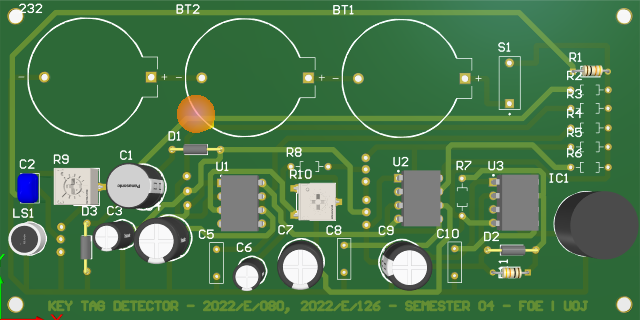 232
BT2
BT1
S1
R1
R2
R3
R4
R5
R6
D1
R8
U1
R10
U2
R7
U3
IC1
C2
R9
C1
Panasonic
LS1
D3
C3
C5
C6
C7
C8
C9
C10
D2
KEY TAG DETECTOR - 2022/E/080, 2022/E/126 - SEMESTER 04 - FOE | UOJ
X